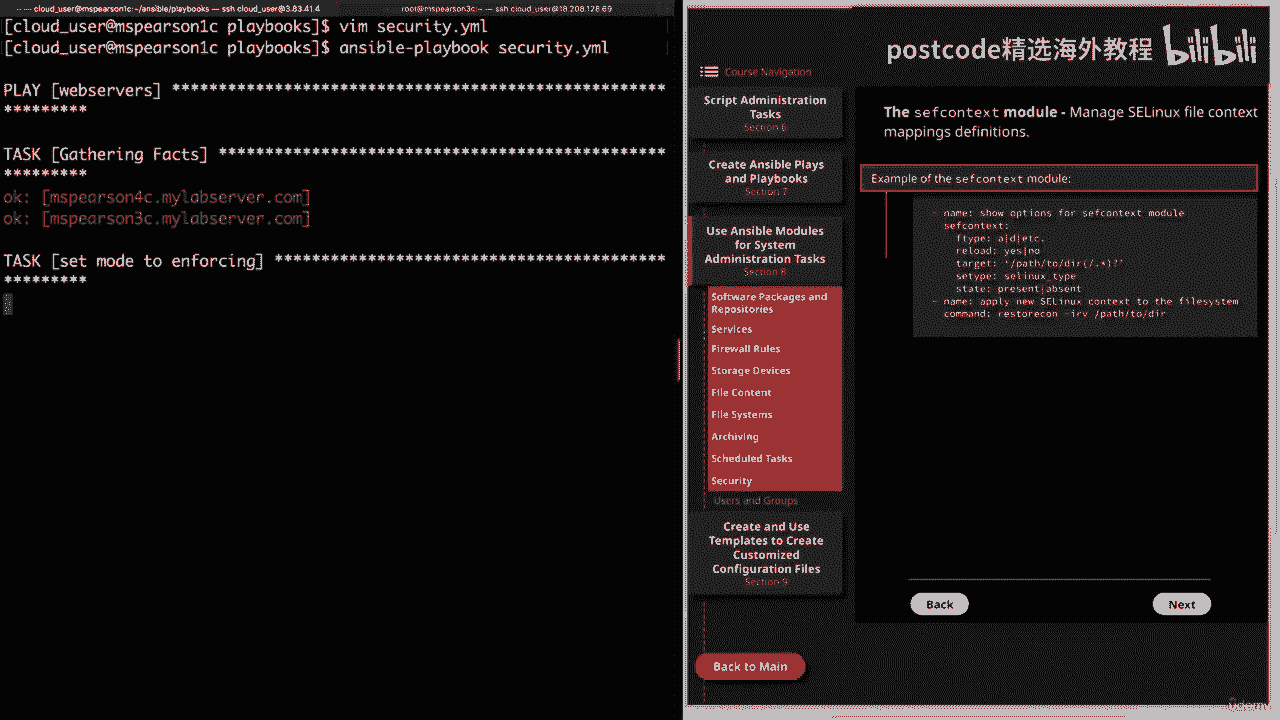 ~/ansible/playbooks — ssh cloud_user@3.83.41.4
root@mspearson3c:~ — ssh cloud_user@18.208.128.69
[cloud_user@mspearson1c playbooks]$ vim security.yml
[cloud_user@mspearson1c playbooks]$ ansible-playbook security.yml
PLAY [webservers] **************************************************
*********
TASK [Gathering Facts] *********************************************
*********
ok: [mspearson4c.mylabserver.com]
ok: [mspearson3c.mylabserver.com]
TASK [set mode to enforcing] ***************************************
*********
postcode精选海外教程 bilibili
Course Navigation
Script Administration
Tasks
Section 6
Create Ansible Plays
and Playbooks
Section 7
Use Ansible Modules
for System
Administration Tasks
Section 8
Software Packages and
Repositories
Services
Firewall Rules
Storage Devices
File Content
File Systems
Archiving
Scheduled Tasks
Security
Users and Groups
Create and Use
Templates to Create
Customized
Configuration Files
Section 9
Back to Main
The sefcontext module - Manage SELinux file context
mappings definitions.
Example of the sefcontext module:
- name: show options for sefcontext module
sefcontext:
ftype: a|d|etc.
reload: yes|no
target: '/path/to/dir(/.*)?'
setype: selinux_type
state: present|absent
- name: apply new SELinux context to the filesystem
command: restorecon -irv /path/to/dir
Back
Next